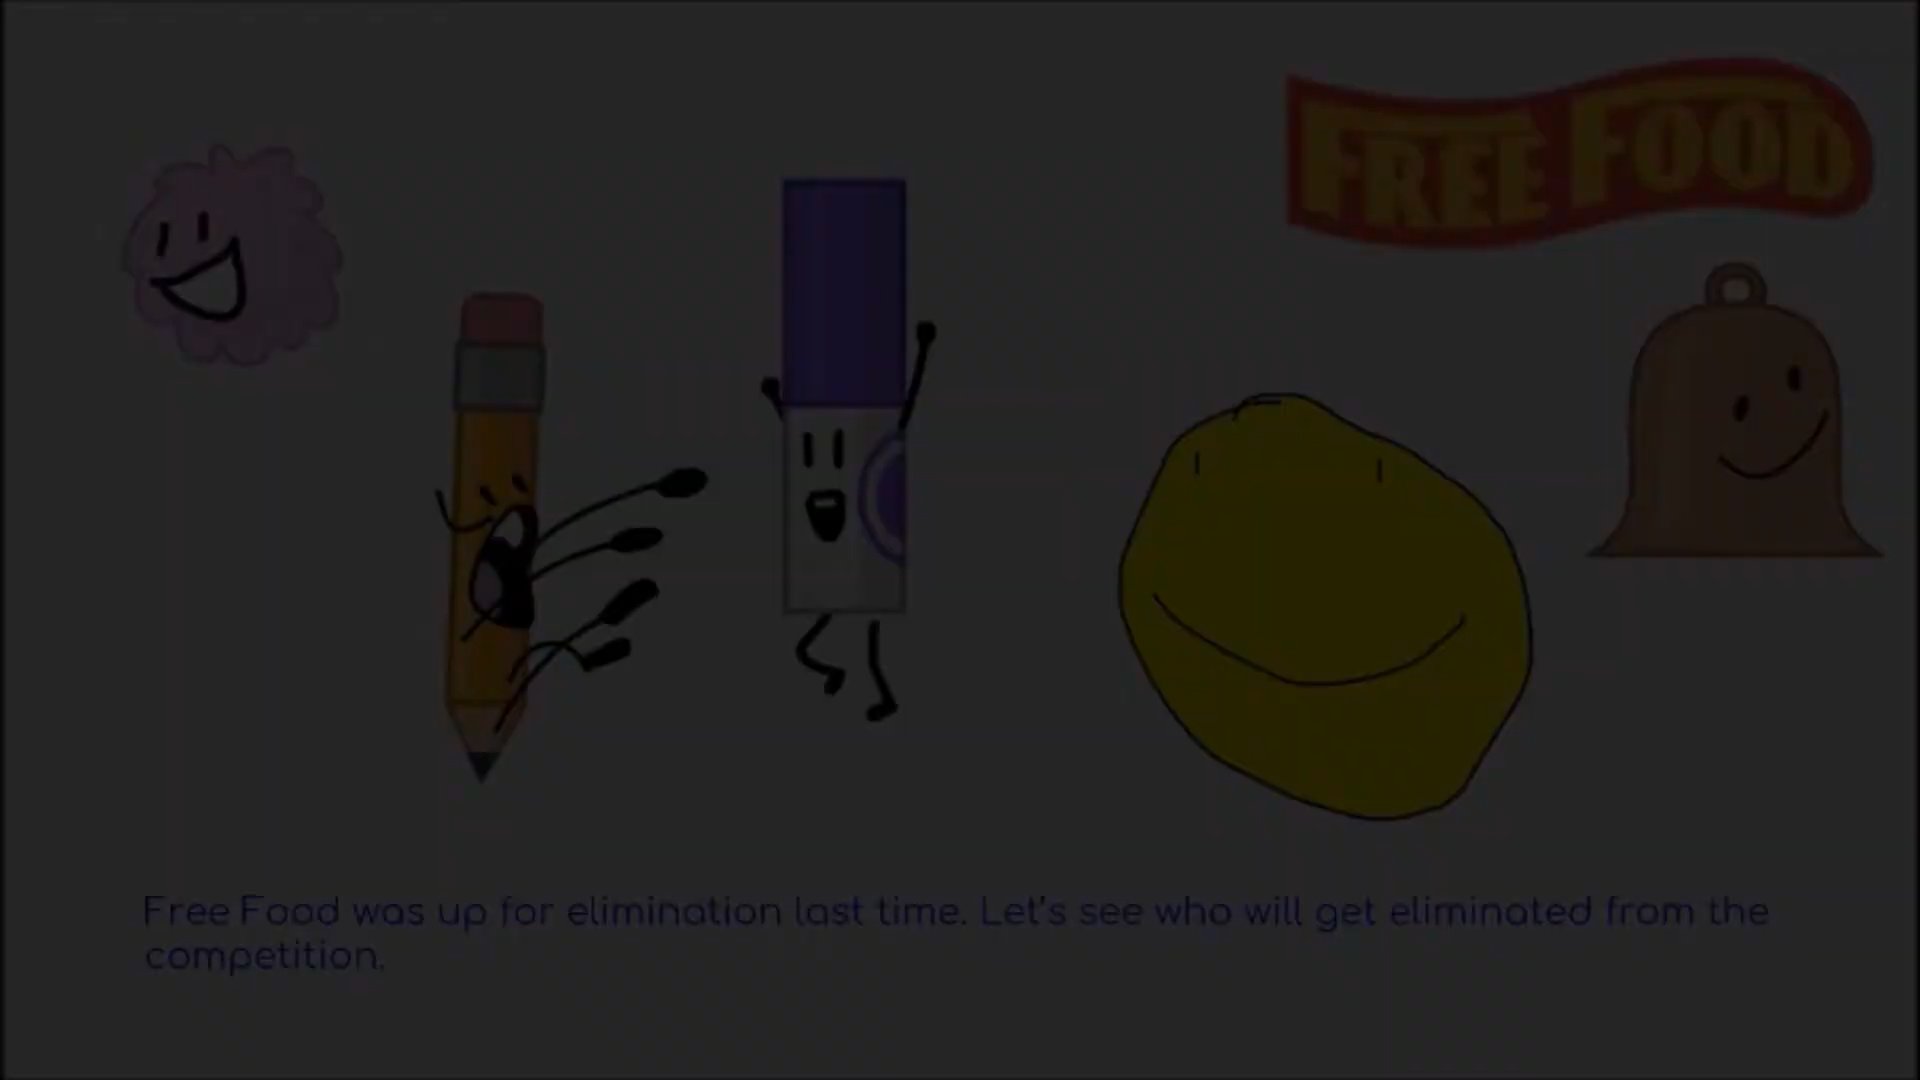 FREE FOOD
Free Food was up for elimination last time. Let's see who will get eliminated from the
competition.